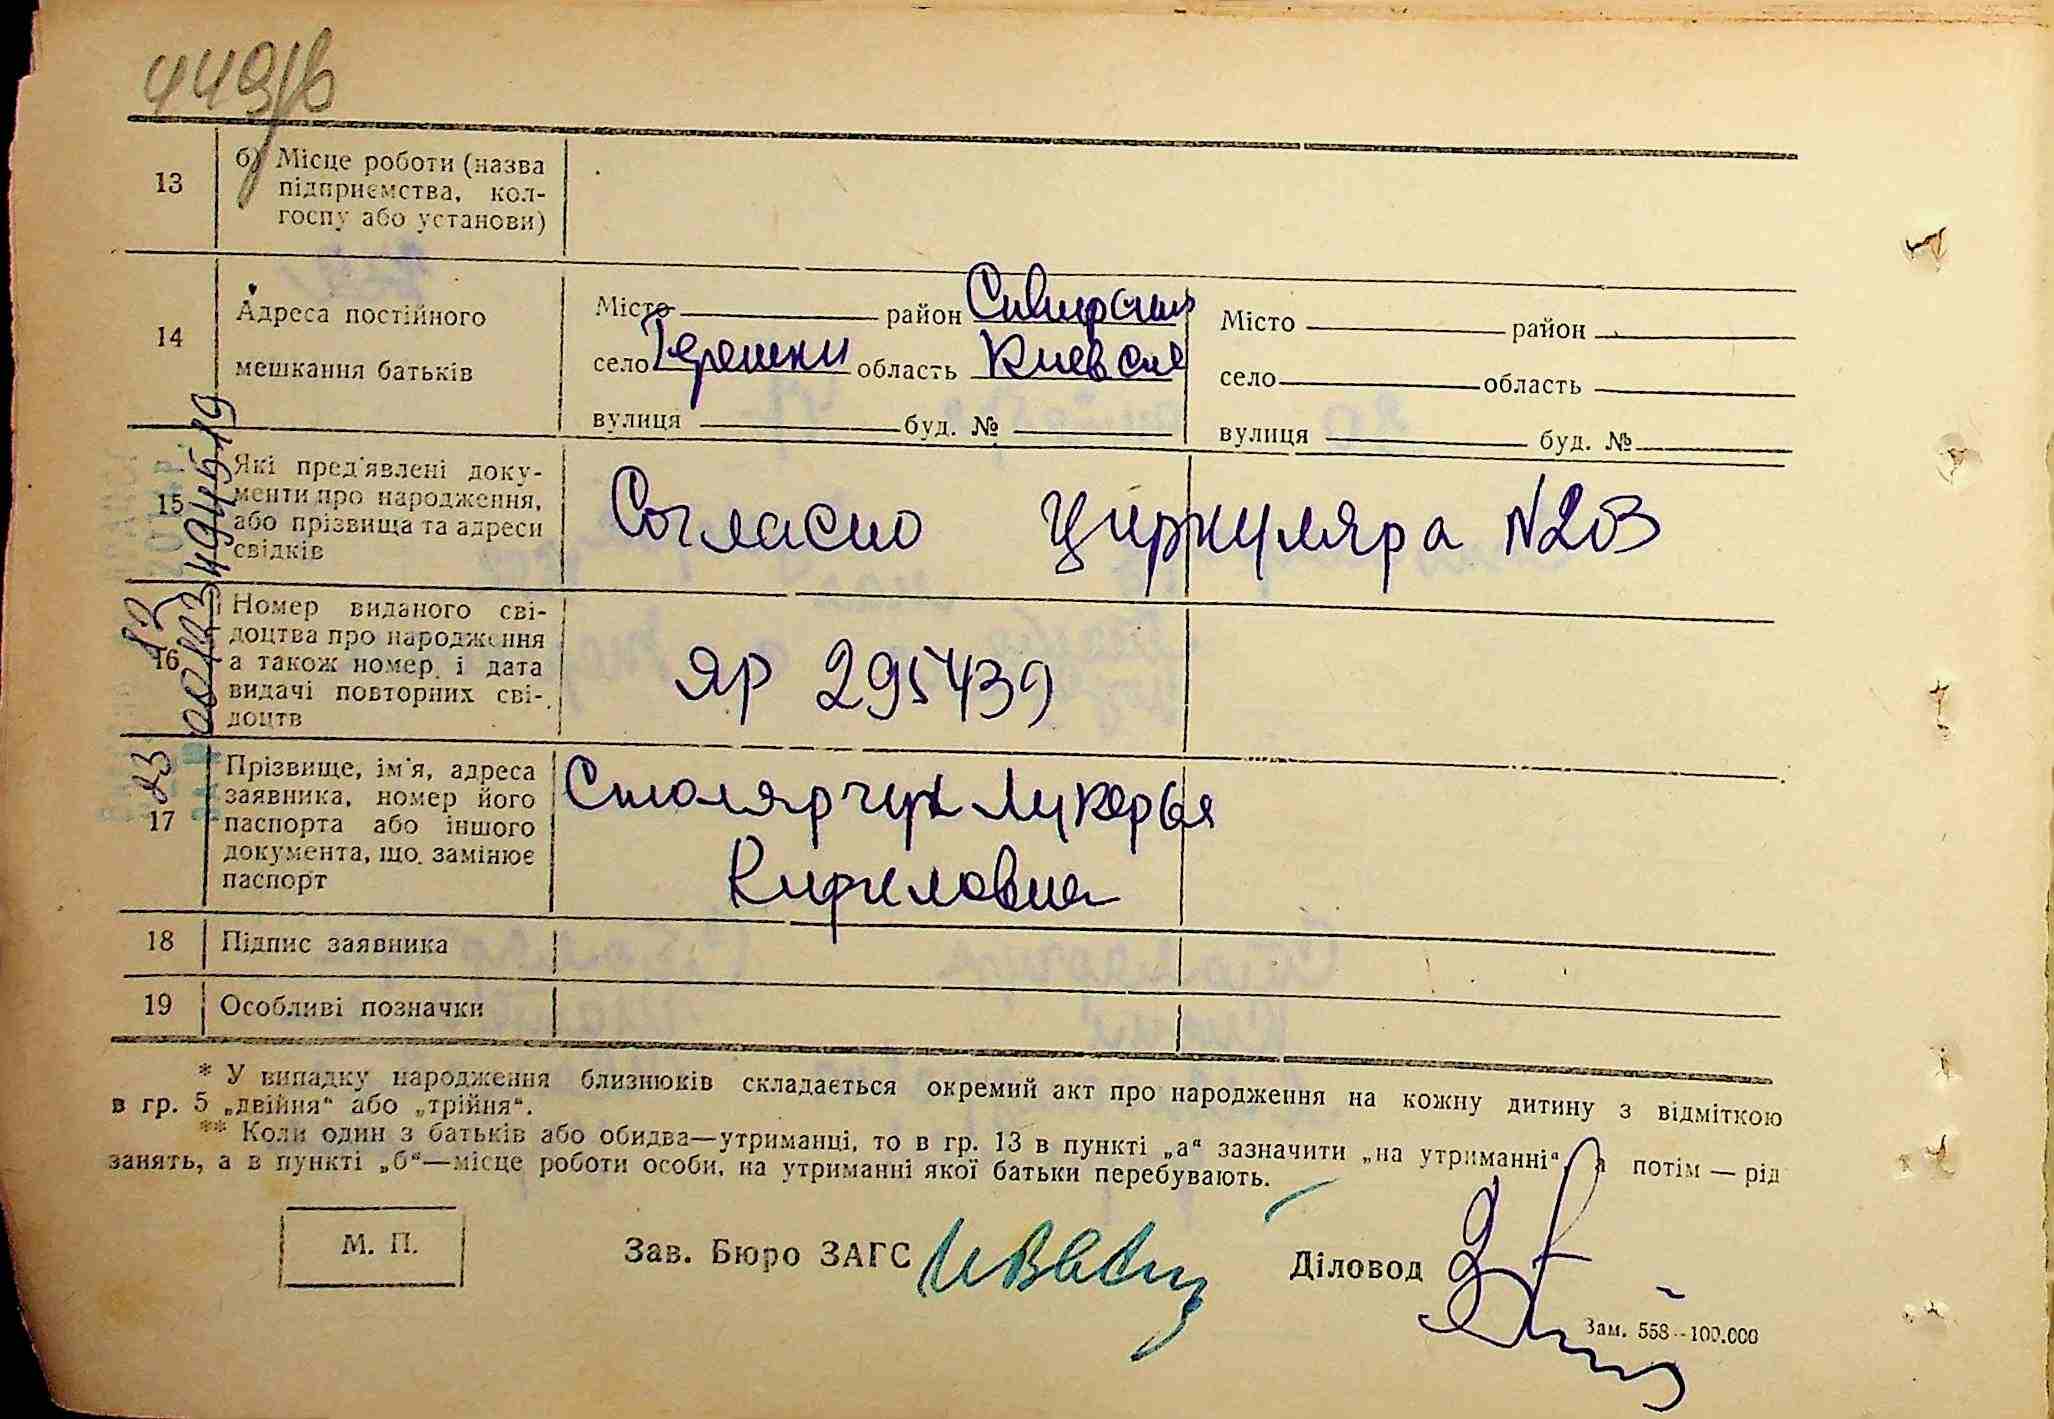 449/в
13 б) Місце роботи (назва
підприємства, кол-
госпу або установи)
14 Адреса постійного
мешкання батьків
Місто район Сквирский Місто район
село Терешки область Киевская село область
вулиця буд. № вулиця буд. №
15 Які пред'явлені доку-
менти про народження,
або прізвища та адреси
свідків
Согласно Циркуляра N203
16 Номер виданого сві-
доцтва про народження
а також номер і дата
видачі повторних сві-
доцтв
ЯР 295439
17 Прізвище, ім'я, адреса
заявника, номер його
паспорта або іншого
документа, що замінює
паспорт
Столярчук Лукерья
Кириловна
18 Підпис заявника
19 Особливі позначки
* У випадку народження близнюків складається окремий акт про народження на кожну дитину з відміткою
в гр. 5 „двійня“ або „трійня“.
** Коли один з батьків або обидва—утриманці, то в гр. 13 в пункті „а“ зазначити „на утриманні“, а потім — рід
занять, а в пункті „б“—місце роботи особи, на утриманні якої батьки перебувають.
М. П.
Зав. Бюро ЗАГС Діловод
Зам. 558--100.000